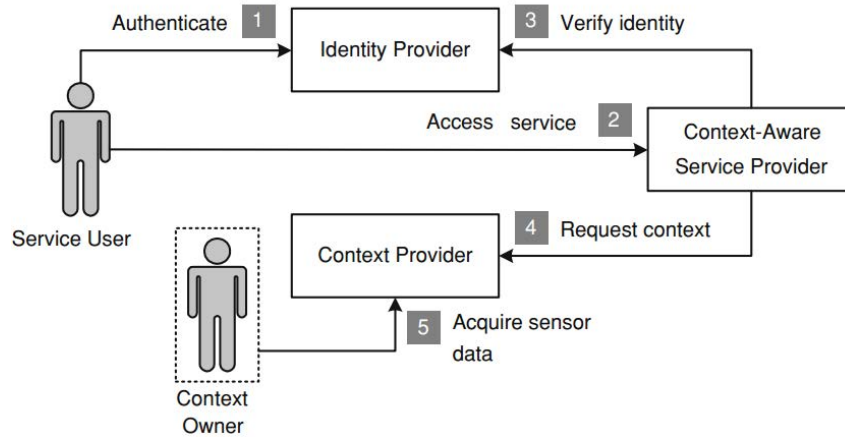 Authenticate 1
3 Verify identity
Identity Provider
Access service 2
Context-Aware
Service Provider
Service User
4 Request context
Context Provider
5 Acquire sensor
data
Context
Owner